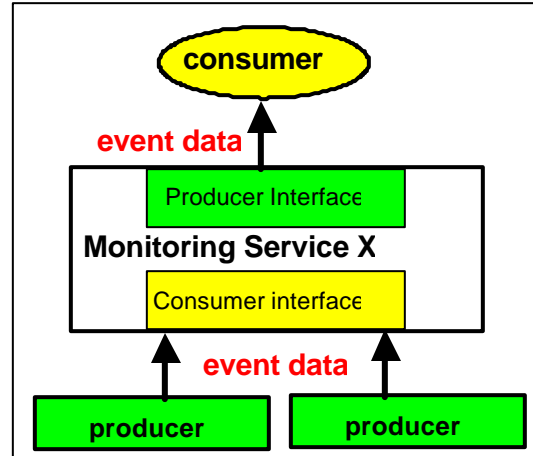 consumer
event data
Producer Interface
Monitoring Service X
Consumer interface
event data
producer
producer